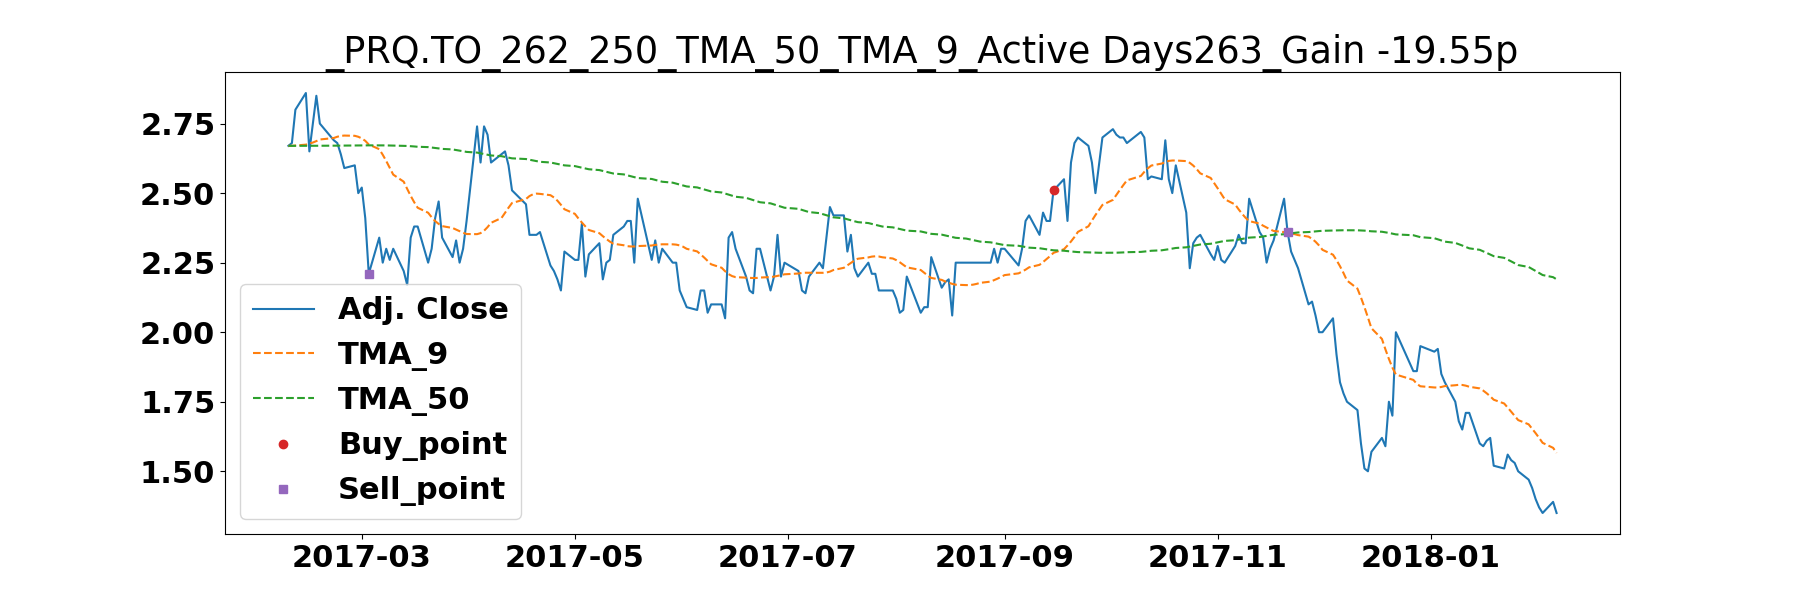 _PRQ.TO_262_250_TMA_50_TMA_9_Active Days263_Gain -19.55p
2.75
2.50
2.25
2.00
1.75
1.50
Adj. Close
TMA_9
TMA_50
Buy_point
Sell_point
2017-03 2017-05 2017-07 2017-09 2017-11 2018-01